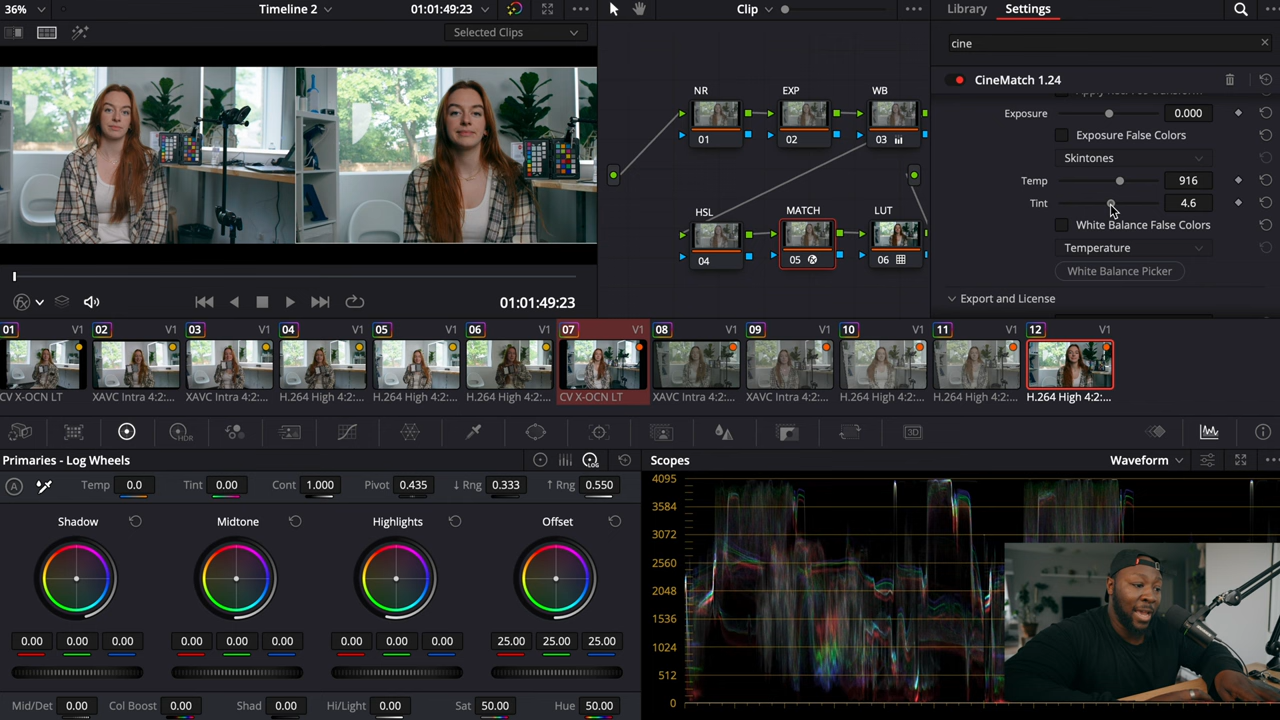 36% Timeline 2 01:01:49:23 Clip Library Settings
Selected Clips
cine
CineMatch 1.24
Exposure 0.000
Exposure False Colors
Skintones
Temp 916
Tint 4.6
White Balance False Colors
Temperature
White Balance Picker
Export and License
NR EXP WB
01 02 03
HSL MATCH LUT
04 05 06
01:01:49:23
01 V1 02 V1 03 V1 04 V1 05 V1 06 V1 07 V1 08 V1 09 V1 10 V1 11 V1 12 V1
CV X-OCN LT XAVC Intra 4:2:... XAVC Intra 4:2:... H.264 High 4:2:... H.264 High 4:2:... H.264 High 4:2:... CV X-OCN LT XAVC Intra 4:2:... XAVC Intra 4:2:... H.264 High 4:2:... H.264 High 4:2:... H.264 High 4:2:...
HDR 3D
Primaries - Log Wheels LOG
A Temp 0.0 Tint 0.00 Cont 1.000 Pivot 0.435 ↓ Rng 0.333 ↑ Rng 0.550
Shadow Midtone Highlights Offset
0.00 0.00 0.00 0.00 0.00 0.00 0.00 0.00 0.00 25.00 25.00 25.00
Mid/Det 0.00 Col Boost 0.00 Shad 0.00 Hi/Light 0.00 Sat 50.00 Hue 50.00
Scopes Waveform
4095
3584
3072
2560
2048
1536
1024
512
0